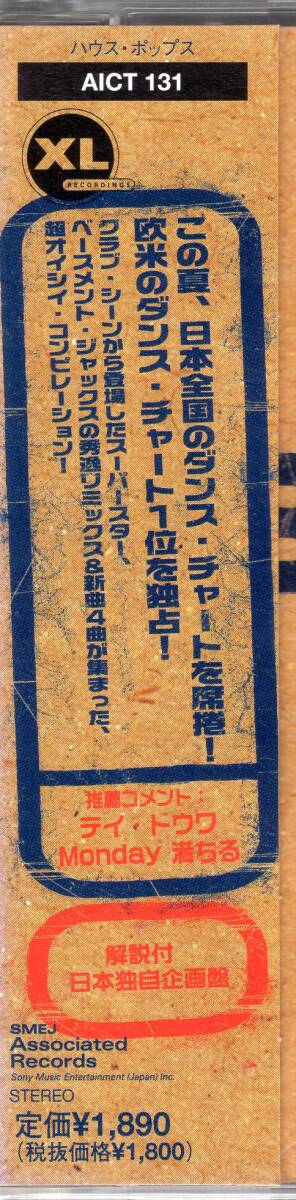 ハウス・ポップス
AICT 131
XL
RECORDINGS
この夏、日本全国のダンス・チャートを席捲！
欧米のダンス・チャート1位を独占！
クラブ・シーンから登場したスーパースター、
ベースメント・ジャックスの秀逸リミックス&新曲4曲が集まった、
超オイシイ・コンピレーション！
推薦コメント：
テイ・トウワ
Monday 満ちる
解説付
日本独自企画盤
SMEJ
Associated
Records
Sony Music Entertainment (Japan) Inc.
STEREO
定価¥1,890
(税抜価格¥1,800)